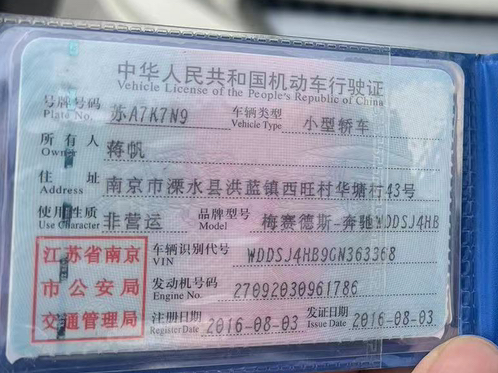 中华人民共和国机动车行驶证
Vehicle License of the People's Republic of China
号牌号码 Plate No. 苏A7K7N9 车辆类型 Vehicle Type 小型轿车
所有人 Owner 蒋帆
住址 Address 南京市溧水县洪蓝镇西旺村华塘村43号
使用性质 Use Character 非营运 品牌型号 Model 梅赛德斯-奔驰WDDSJ4HB
江苏省南京市公安局交通管理局
车辆识别代号 VIN WDDSJ4HB9GN363368
发动机号码 Engine No. 27092030961786
注册日期 Register Date 2016-08-03 发证日期 Issue Date 2016-08-03